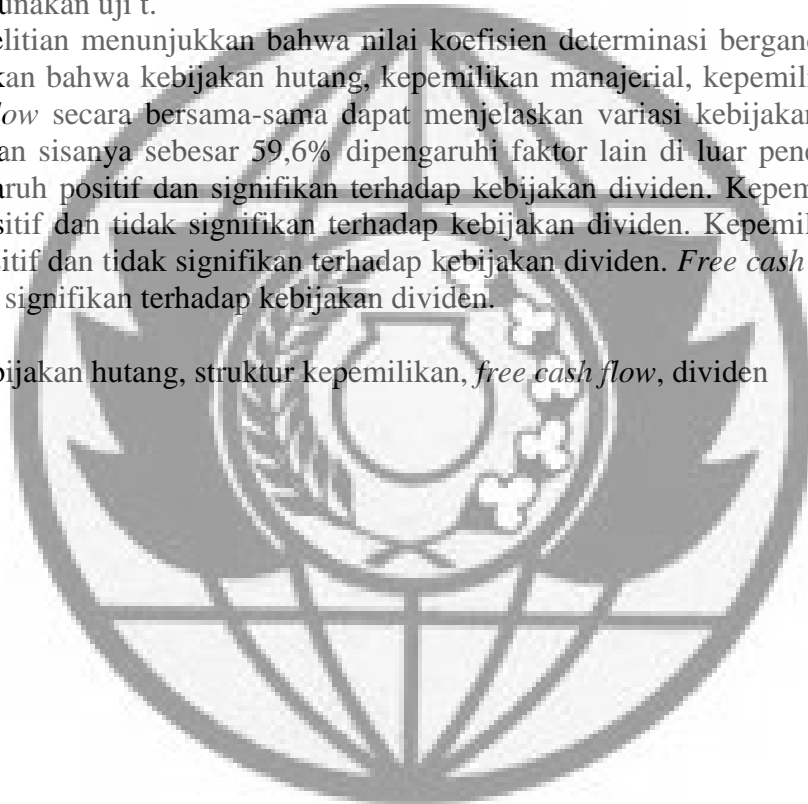 unakan uji t.
elitian menunjukkan bahwa nilai koefisien determinasi bergan
kan bahwa kebijakan hutang, kepemilikan manajerial, kepemil
low secara bersama-sama dapat menjelaskan variasi kebijakan
an sisanya sebesar 59,6% dipengaruhi faktor lain di luar pene
aruh positif dan signifikan terhadap kebijakan dividen. Kepem
sitif dan tidak signifikan terhadap kebijakan dividen. Kepemil
sitif dan tidak signifikan terhadap kebijakan dividen. Free cash
signifikan terhadap kebijakan dividen.
bijakan hutang, struktur kepemilikan, free cash flow, dividen